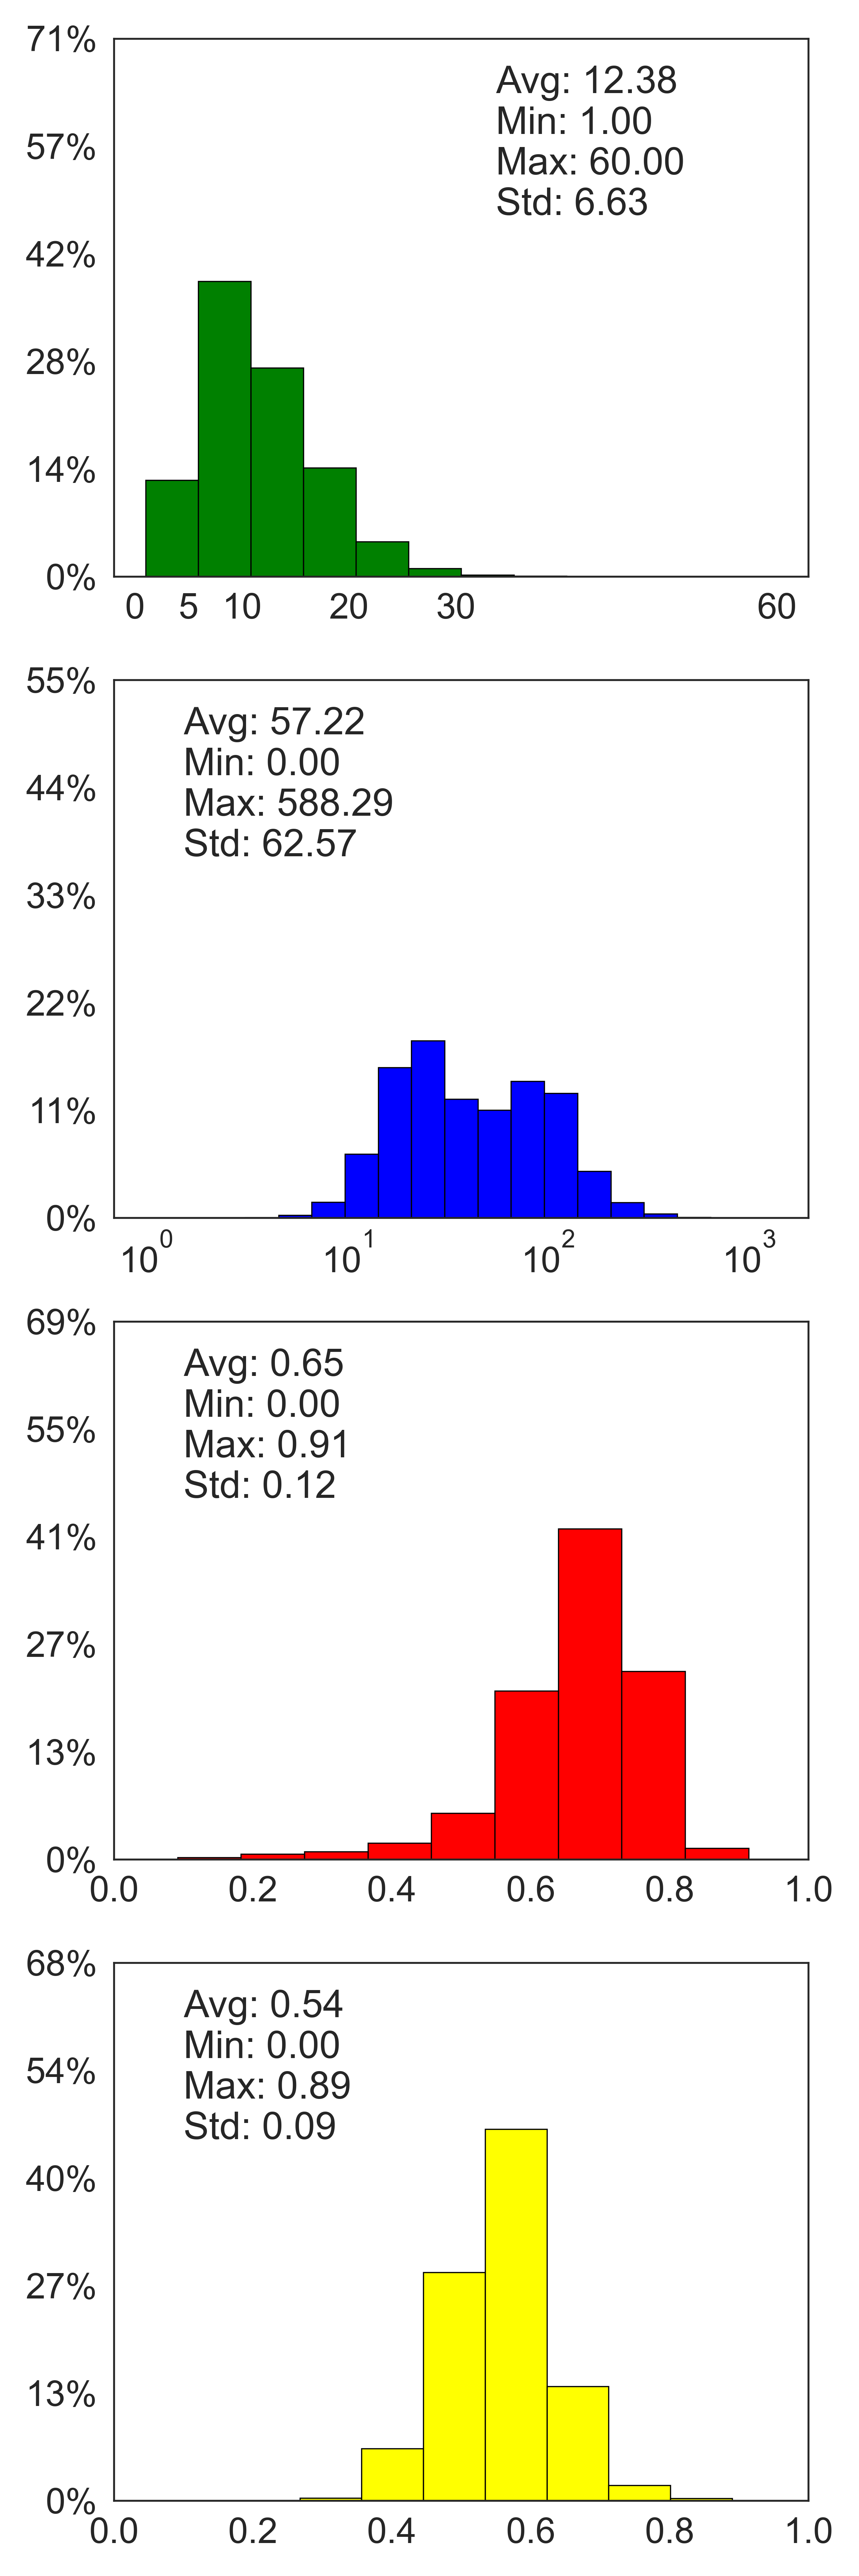 71%
Avg: 12.38
Min: 1.00
Max: 60.00
Std: 6.63
57%
42%
28%
14%
0%
0 5 10 20 30 60
55%
Avg: 57.22
Min: 0.00
Max: 588.29
Std: 62.57
44%
33%
22%
11%
0%
10^0 10^1 10^2 10^3
69%
Avg: 0.65
Min: 0.00
Max: 0.91
Std: 0.12
55%
41%
27%
13%
0%
0.0 0.2 0.4 0.6 0.8 1.0
68%
Avg: 0.54
Min: 0.00
Max: 0.89
Std: 0.09
54%
40%
27%
13%
0%
0.0 0.2 0.4 0.6 0.8 1.0